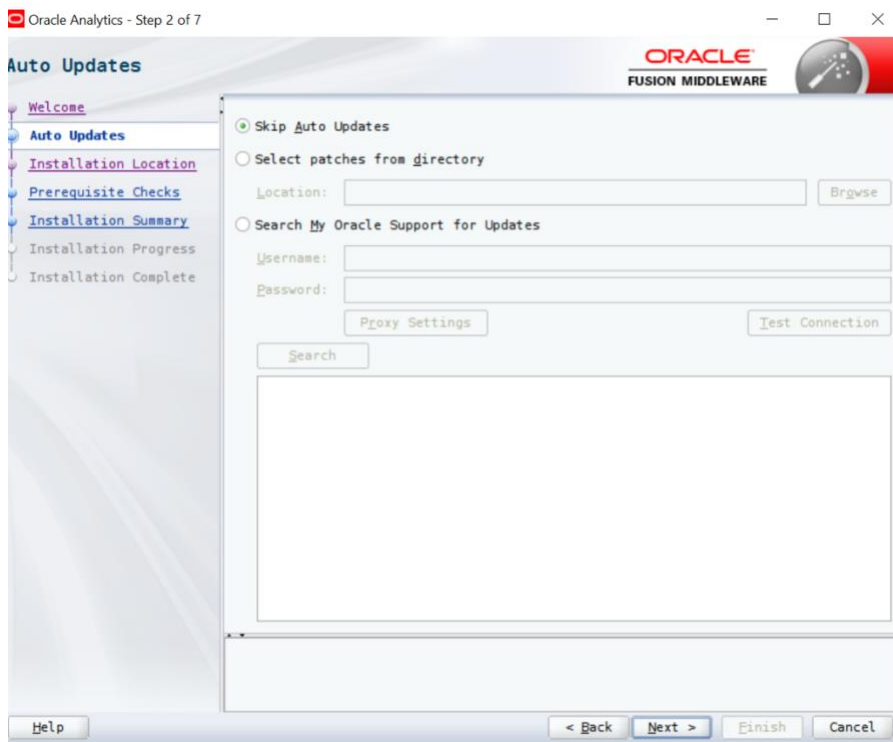 Oracle Analytics - Step 2 of 7
Auto Updates
ORACLE
FUSION MIDDLEWARE
Welcome
Auto Updates
Installation Location
Prerequisite Checks
Installation Summary
Installation Progress
Installation Complete
Skip Auto Updates
Select patches from directory
Location:
Browse
Search My Oracle Support for Updates
Username:
Password:
Proxy Settings
Test Connection
Search
Help
< Back
Next >
Finish
Cancel